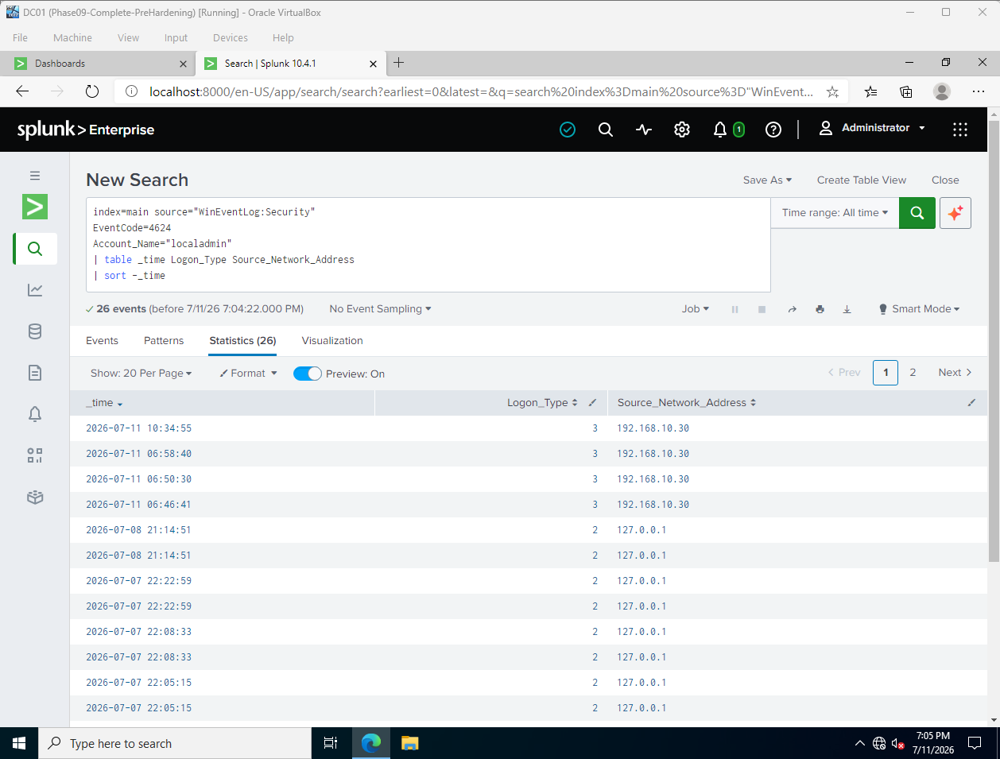 DC01 (Phase09-Complete-PreHardening) [Running] - Oracle VirtualBox
File Machine View Input Devices Help
Dashboards
Search | Splunk 10.4.1
localhost:8000/en-US/app/search/search?earliest=0&latest=&q=search%20index%3Dmain%20source%3D"WinEvent...
splunk>Enterprise
1
Administrator
New Search
Save As
Create Table View
Close
index=main source="WinEventLog:Security"
EventCode=4624
Account_Name="localadmin"
| table _time Logon_Type Source_Network_Address
| sort -_time
Time range: All time
26 events (before 7/11/26 7:04:22.000 PM)
No Event Sampling
Job
Smart Mode
Events Patterns Statistics (26) Visualization
Show: 20 Per Page Format Preview: On
< Prev 1 2 Next >
_time Logon_Type Source_Network_Address
2026-07-11 10:34:55 3 192.168.10.30
2026-07-11 06:58:40 3 192.168.10.30
2026-07-11 06:50:30 3 192.168.10.30
2026-07-11 06:46:41 3 192.168.10.30
2026-07-08 21:14:51 2 127.0.0.1
2026-07-08 21:14:51 2 127.0.0.1
2026-07-07 22:22:59 2 127.0.0.1
2026-07-07 22:22:59 2 127.0.0.1
2026-07-07 22:08:33 2 127.0.0.1
2026-07-07 22:08:33 2 127.0.0.1
2026-07-07 22:05:15 2 127.0.0.1
2026-07-07 22:05:15 2 127.0.0.1
Type here to search
7:05 PM
7/11/2026